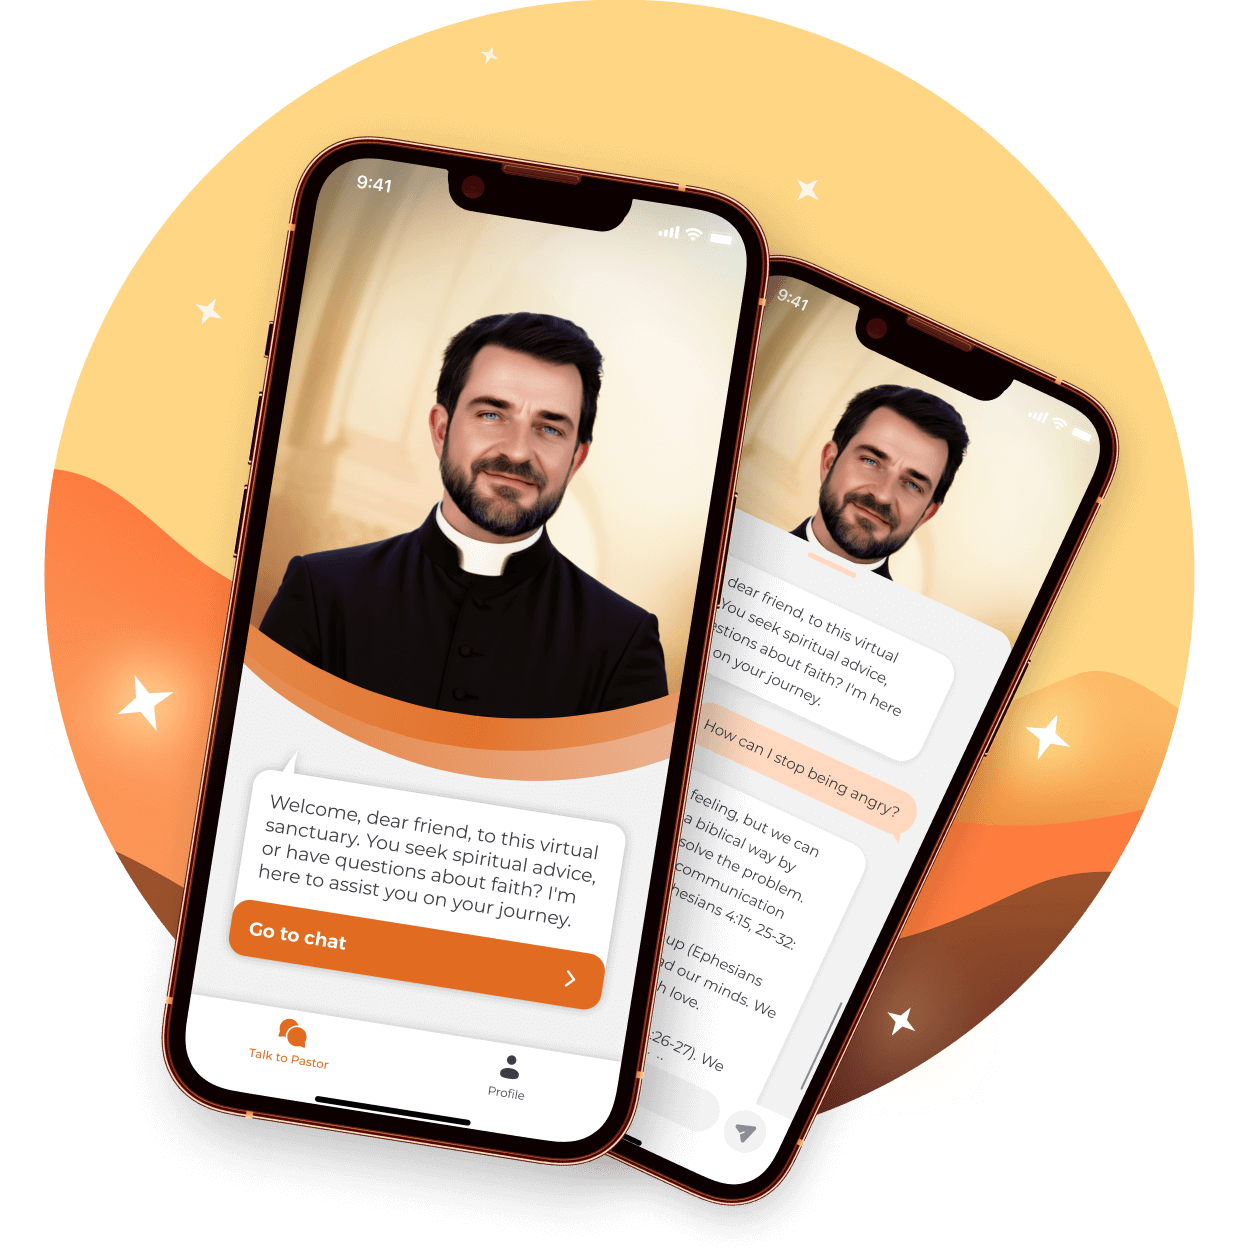 9:41
Welcome, dear friend, to this virtual
sanctuary. You seek spiritual advice,
or have questions about faith? I'm
here to assist you on your journey.
Go to chat
Talk to Pastor
Profile
9:41
dear friend, to this virtual
You seek spiritual advice,
estions about faith? I'm here
on your journey.
How can I stop being angry?
feeling, but we can
a biblical way by
solve the problem.
communication
hesians 4:15, 25-32:
up (Ephesians
ad our minds. We
h love.
:26-27). We